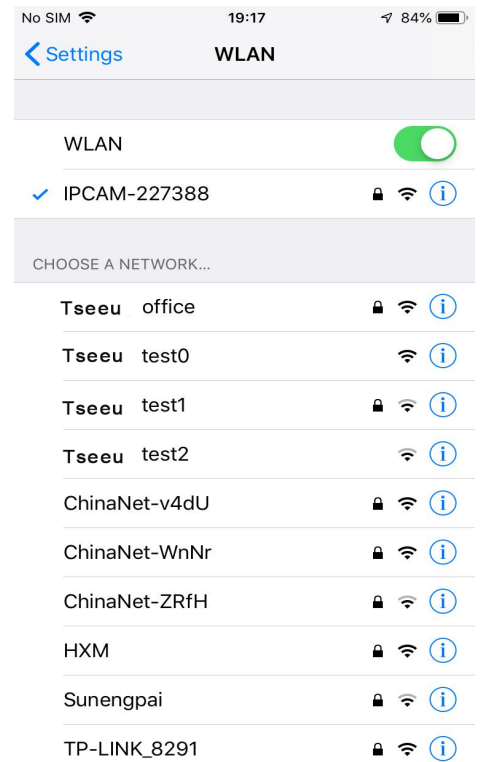 No SIM 19:17 84%
Settings WLAN
WLAN
IPCAM-227388
CHOOSE A NETWORK...
Tseeu office
Tseeu test0
Tseeu test1
Tseeu test2
ChinaNet-v4dU
ChinaNet-WnNr
ChinaNet-ZRfH
HXM
Sunengpai
TP-LINK_8291